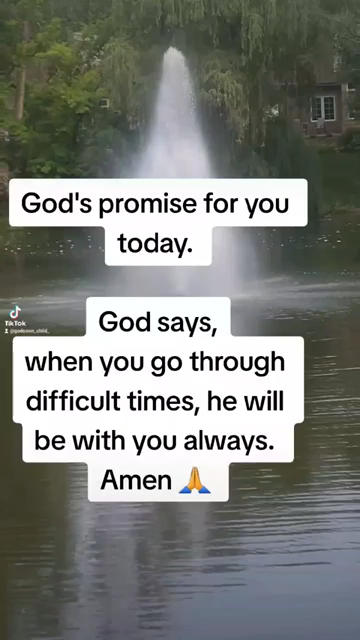 God's promise for you
today.
God says,
when you go through
difficult times, he will
be with you always.
Amen 🙏
TikTok